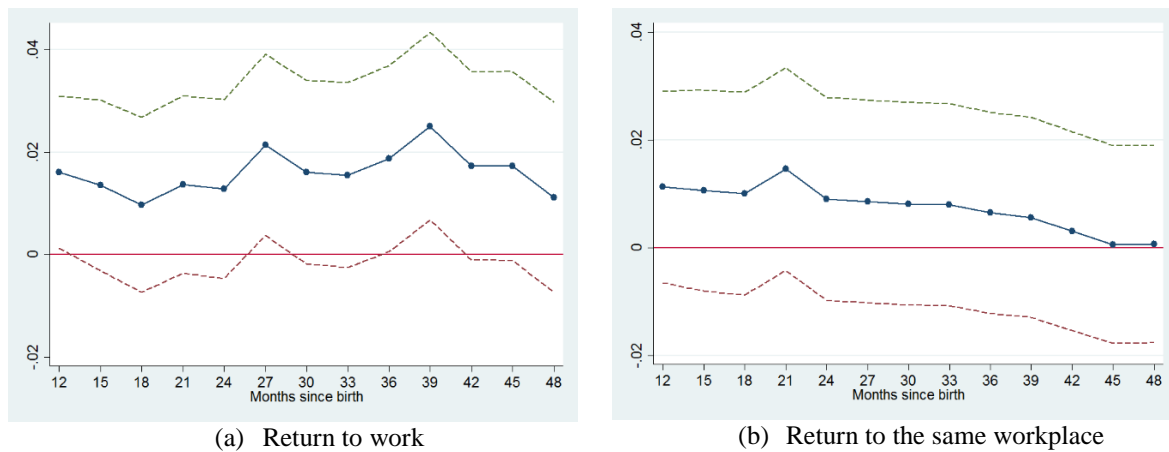 .04
.02
0
-.02
12 15 18 21 24 27 30 33 36 39 42 45 48
Months since birth
(a) Return to work
.04
.02
0
-.02
12 15 18 21 24 27 30 33 36 39 42 45 48
Months since birth
(b) Return to the same workplace